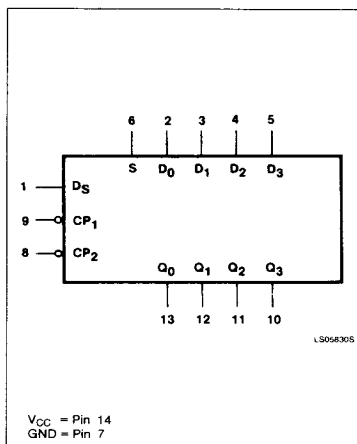 6 2 3 4 5
S D0 D1 D2 D3
1 DS
9 CP1
8 CP2
Q0 Q1 Q2 Q3
13 12 11 10
LS05830S
VCC = Pin 14
GND = Pin 7